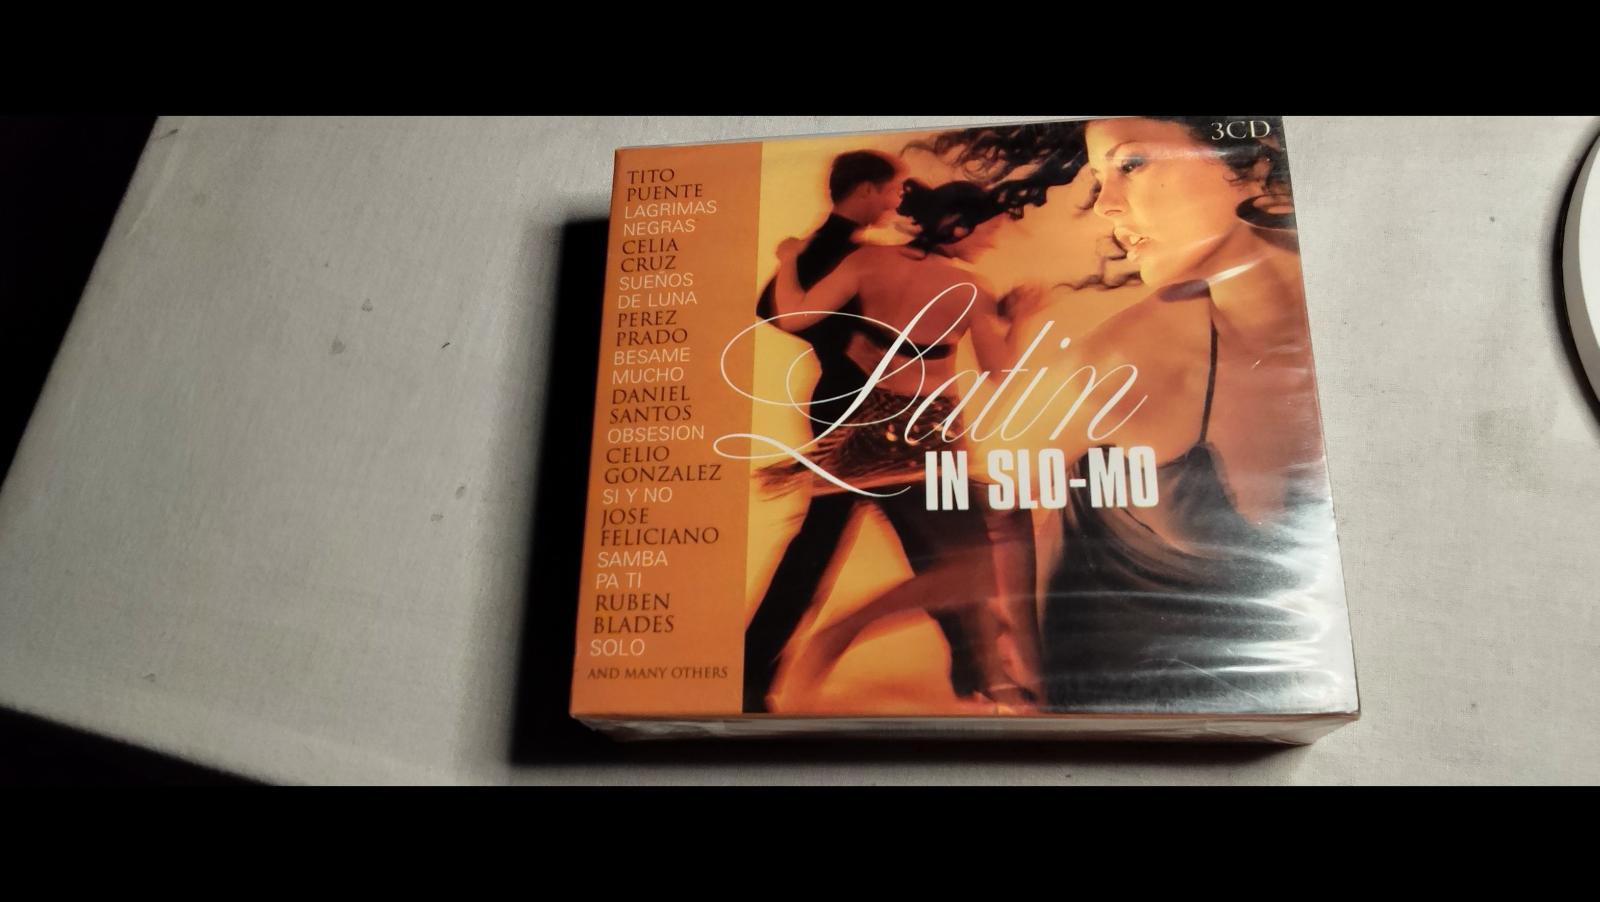 3CD
TITO
PUENTE
LAGRIMAS
NEGRAS
CELIA
CRUZ
SUEÑOS
DE LUNA
PEREZ
PRADO
BESAME
MUCHO
DANIEL
SANTOS
OBSESION
CELIO
GONZALEZ
SI Y NO
JOSE
FELICIANO
SAMBA
PA TI
RUBEN
BLADES
SOLO
AND MANY OTHERS
Latin
IN SLO-MO